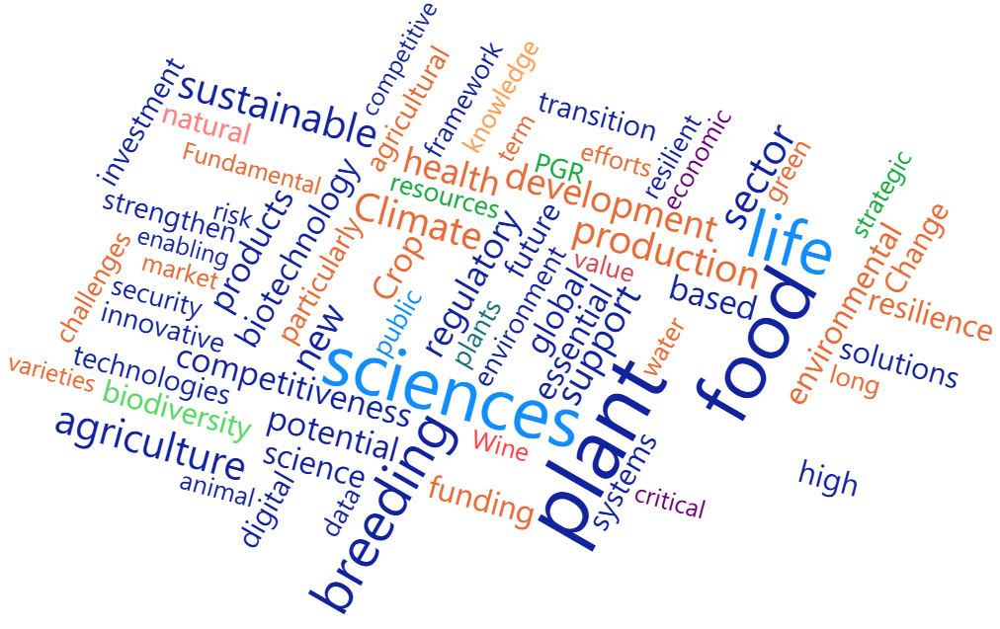 competitive
investment
sustainable
agricultural
framework
knowledge
transition
natural
term
resilient
economic
Fundamental
health
PGR
efforts
sector
green
strategic
resources
development
strengthen
risk
products
biotechnology
Climate
regulatory
future
production
life
Change
enabling
particularly
Crop
value
environmental
challenges
market
environment
global
based
food
resilience
security
innovative
new
public
plants
essential
support
water
solutions
varieties
technologies
competitiveness
sciences
long
biodiversity
potential
plant
agriculture
science
breeding
Wine
systems
high
animal
digital
data
funding
critical